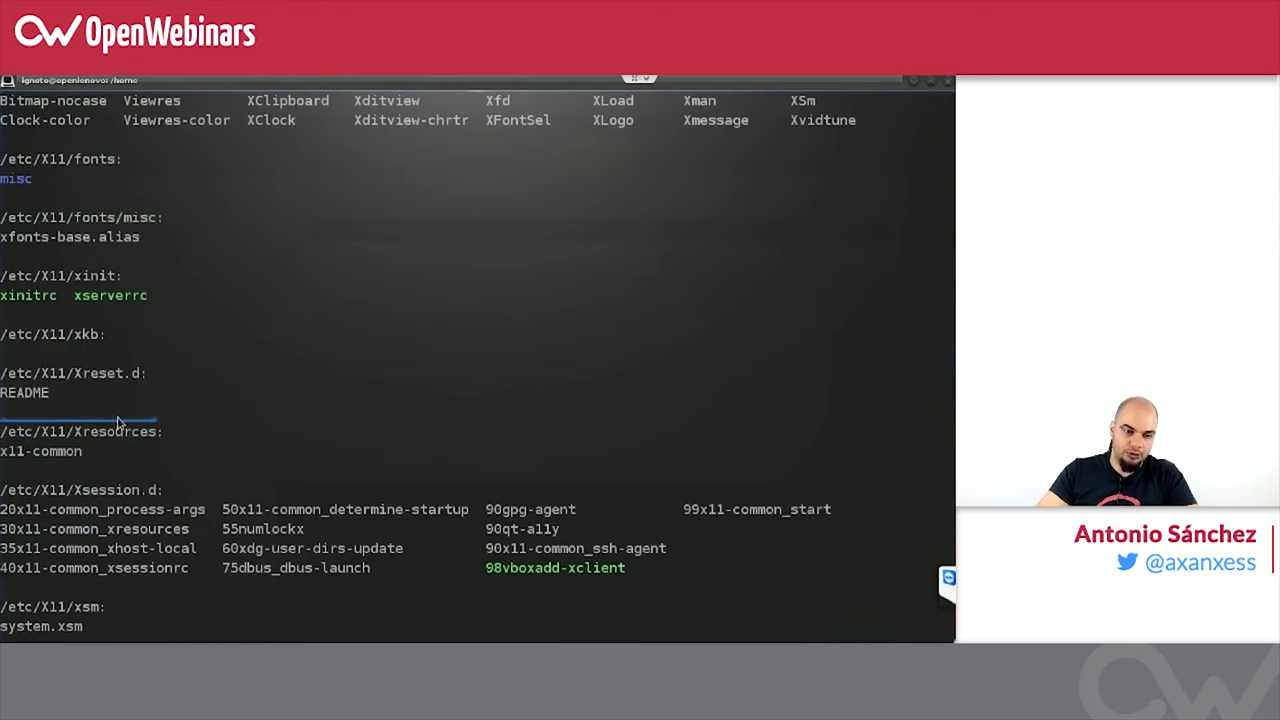 OpenWebinars
ignoto@openlenovo: /home
Bitmap-nocase Viewres XClipboard Xditview Xfd XLoad Xman XSm
Clock-color Viewres-color XClock Xditview-chrtr XFontSel XLogo Xmessage Xvidtune
/etc/X11/fonts:
misc
/etc/X11/fonts/misc:
xfonts-base.alias
/etc/X11/xinit:
xinitrc xserverrc
/etc/X11/xkb:
/etc/X11/Xreset.d:
README
/etc/X11/Xresources:
x11-common
/etc/X11/Xsession.d:
20x11-common_process-args 50x11-common_determine-startup 90gpg-agent 99x11-common_start
30x11-common_xresources 55numlockx 90qt-a11y
35x11-common_xhost-local 60xdg-user-dirs-update 90x11-common_ssh-agent
40x11-common_xsessionrc 75dbus_dbus-launch 98vboxadd-xclient
/etc/X11/xsm:
system.xsm
Antonio Sánchez
@axanxess